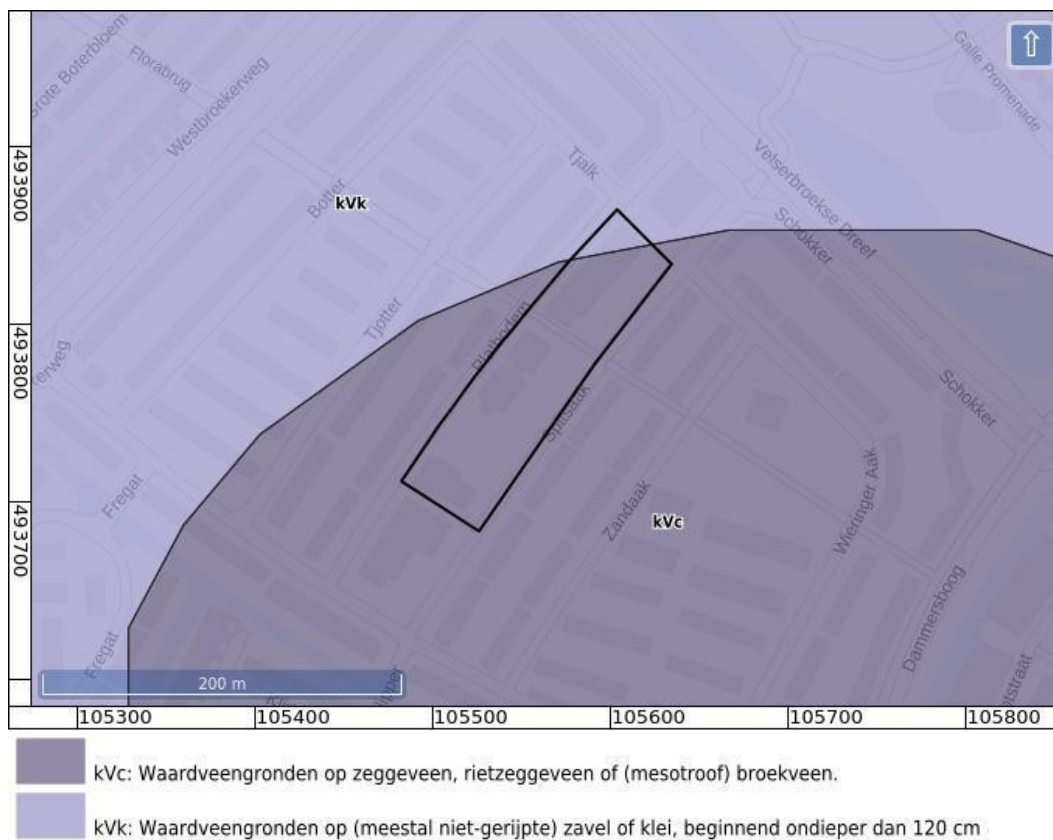 Grote Boterbloem
Florabrug
Westbroekerweg
Galle Promenade
Velserbroekse Dreef
Tjalk
Botter
kVk
Schokker
493900
Tjotter
Platbodem
493800
terweg
Spitsaak
Schokker
Fregat
Zandaak
kVc
Wieringer Aak
493700
Dammersboog
Fregat
200 m
105300
105400
105500
105600
105700
105800
kVc: Waardveengronden op zeggeveen, rietzeggeveen of (mesotroof) broekveen.
kVk: Waardveengronden op (meestal niet-gerijpte) zavel of klei, beginnend ondieper dan 120 cm